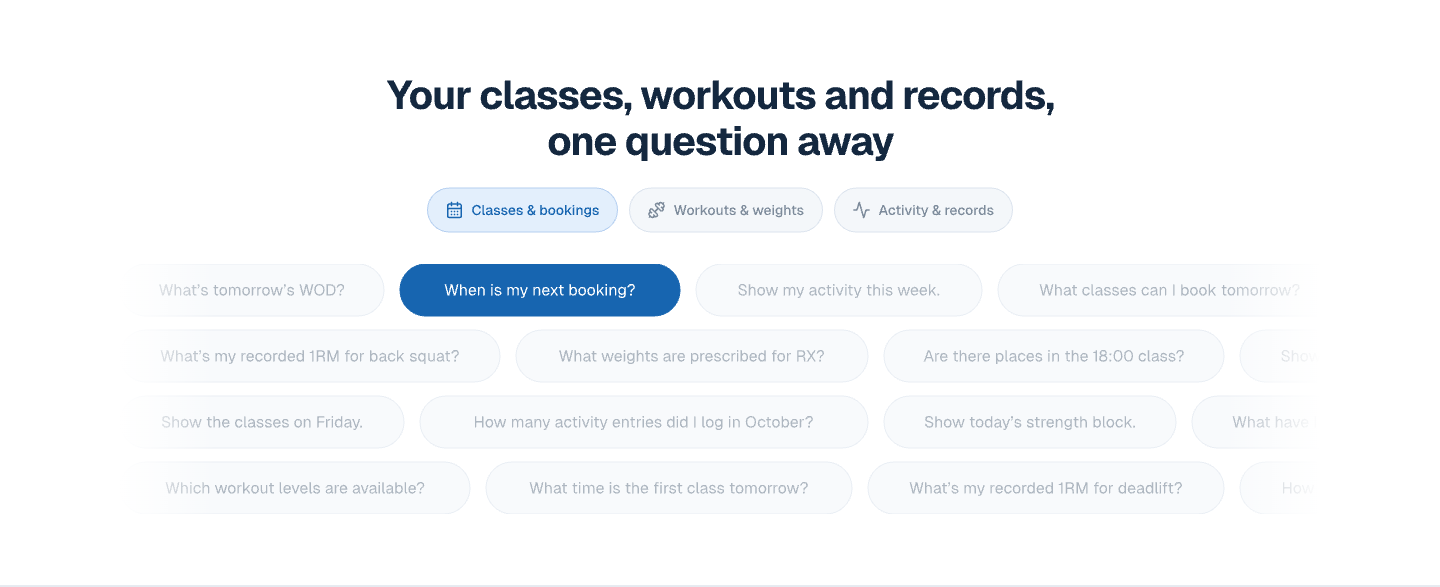 Your classes, workouts and records,
one question away
Classes & bookings
Workouts & weights
Activity & records
What's tomorrow's WOD?
When is my next booking?
Show my activity this week.
What classes can I book tomorrow?
What's my recorded 1RM for back squat?
What weights are prescribed for RX?
Are there places in the 18:00 class?
Show the classes on Friday.
How many activity entries did I log in October?
Show today's strength block.
What have
Which workout levels are available?
What time is the first class tomorrow?
What's my recorded 1RM for deadlift?
How